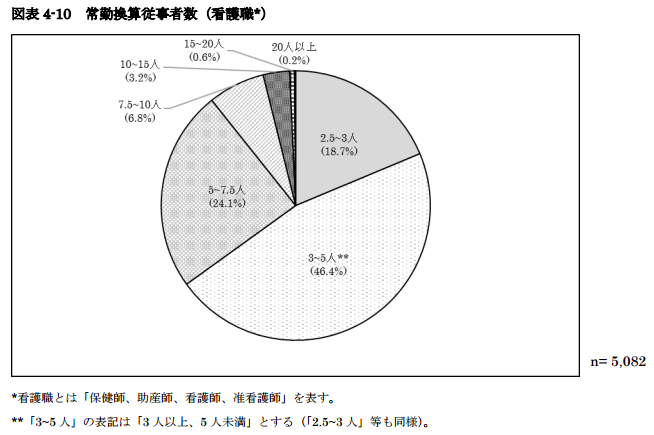 図表 4-10　常勤換算従事者数（看護職*）
15~20人
(0.6%)
20人以上
(0.2%)
10~15人
(3.2%)
7.5~10人
(6.8%)
2.5~3人
(18.7%)
5~7.5人
(24.1%)
3~5人**
(46.4%)
n= 5,082
*看護職とは「保健師、助産師、看護師、准看護師」を表す。
**「3~5 人」の表記は「3 人以上、5 人未満」とする（「2.5~3 人」等も同様）。